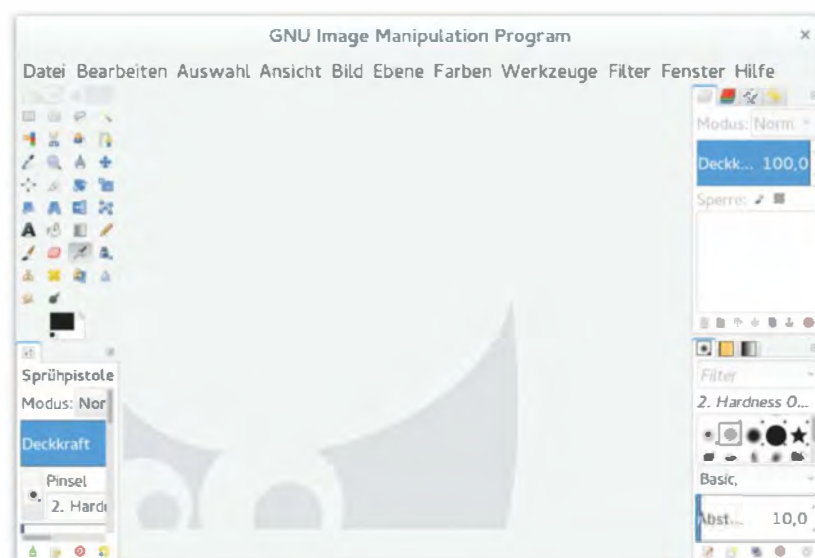 GNU Image Manipulation Program
Datei Bearbeiten Auswahl Ansicht Bild Ebene Farben Werkzeuge Filter Fenster Hilfe
Modus: Norm
Deckk... 100,0
Sperre:
Sprühpistole
Modus: Nor
Deckkraft
Pinsel
2. Hard
Filter
2. Hardness 0...
Basic,
Abst... 10,0